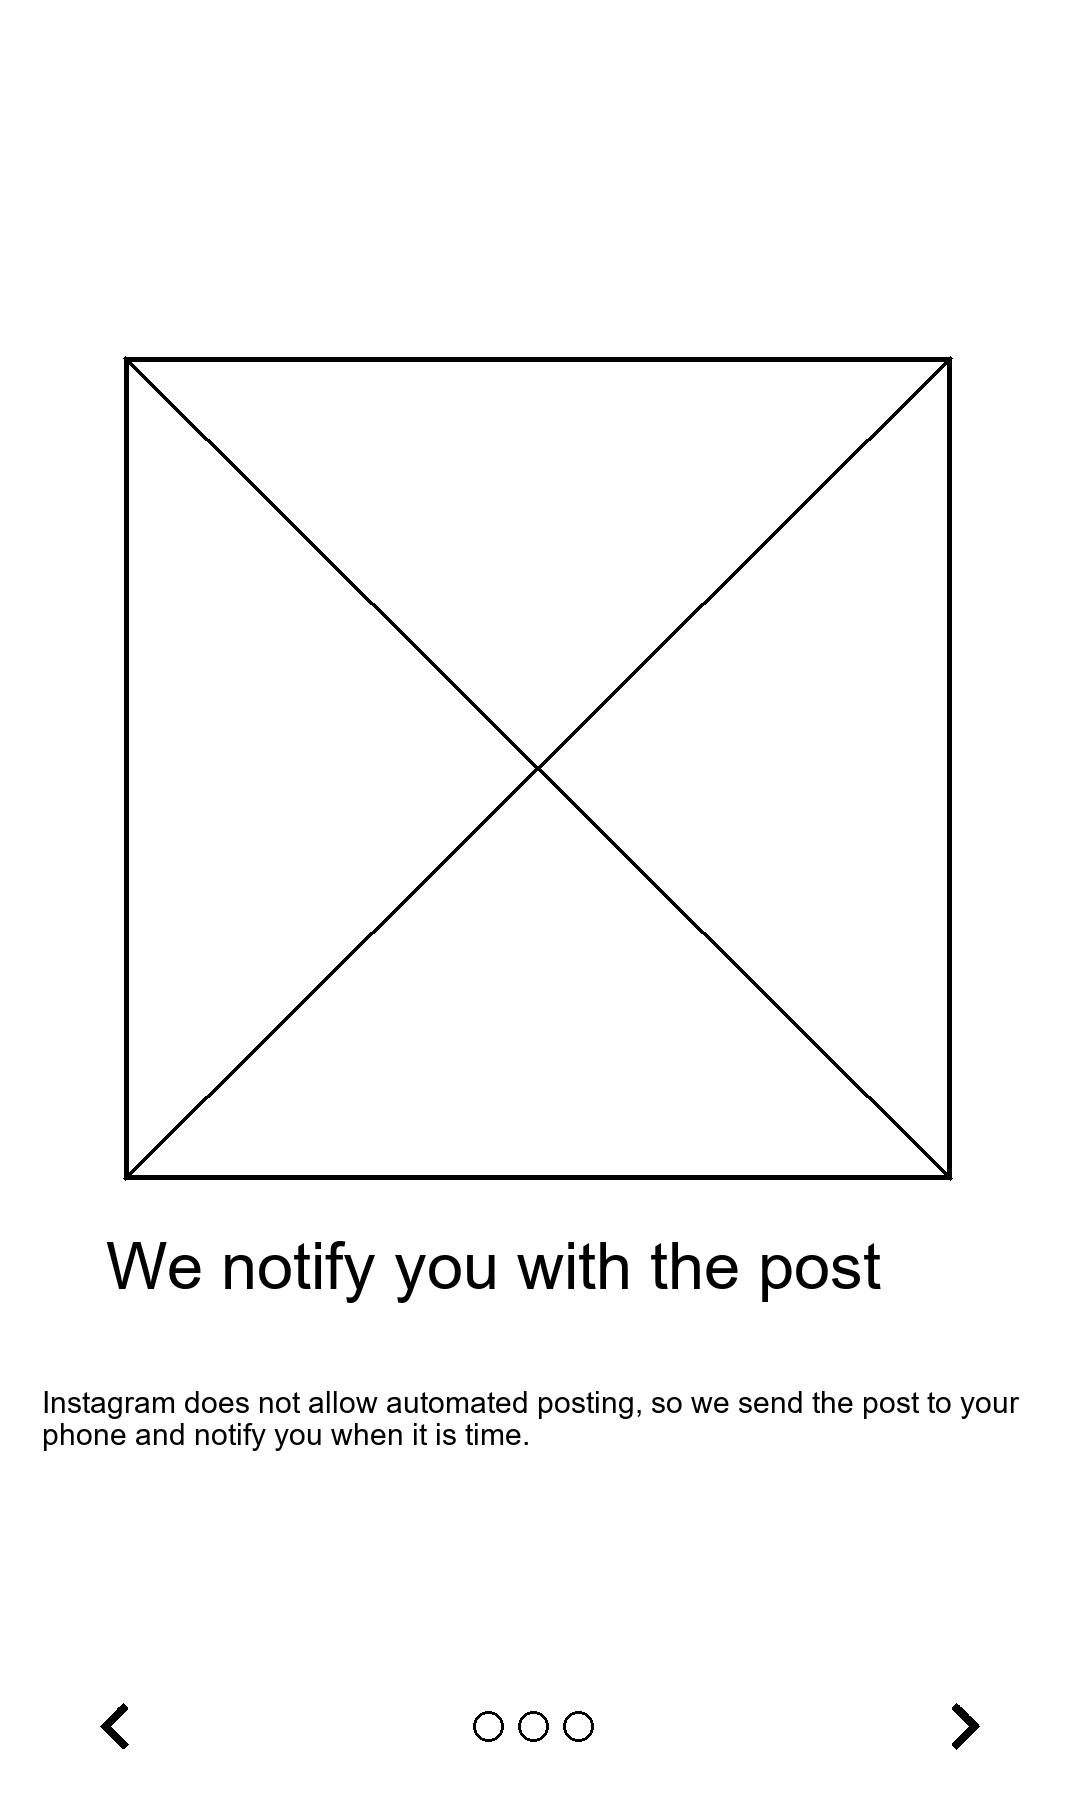 We notify you with the post
Instagram does not allow automated posting, so we send the post to your
phone and notify you when it is time.